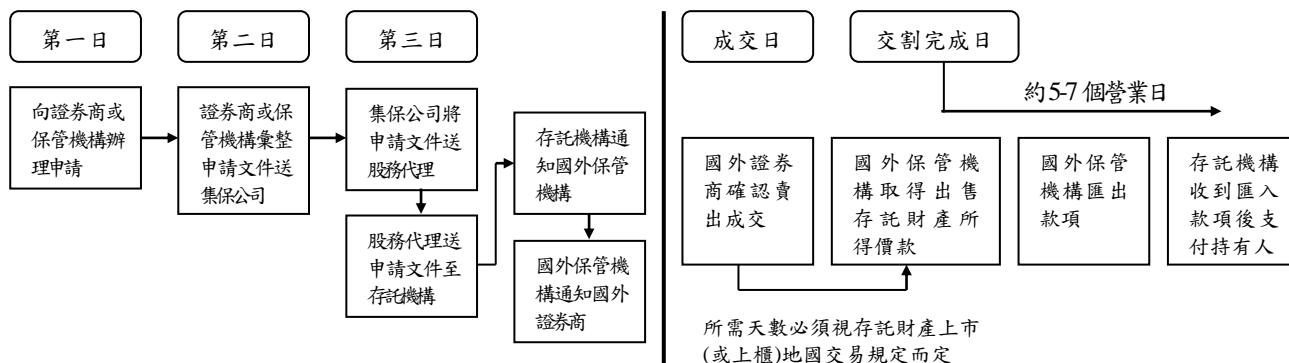 第一日
第二日
第三日
向證券商或
保管機構辦
理申請
證券商或保
管機構彙整
申請文件送
集保公司
集保公司將
申請文件送
股務代理
股務代理送
申請文件至
存託機構
存託機構通
知國外保管
機構
國外保管機
構通知國外
證券商
成交日
交割完成日
約5-7 個營業日
國外證券
商確認賣
出成交
國外保管機
構取得出售
存託財產所
得價款
國外保管
機構匯出
款項
存託機構
收到匯入
款項後支
付持有人
所需天數必須視存託財產上市
(或上櫃)地國交易規定而定